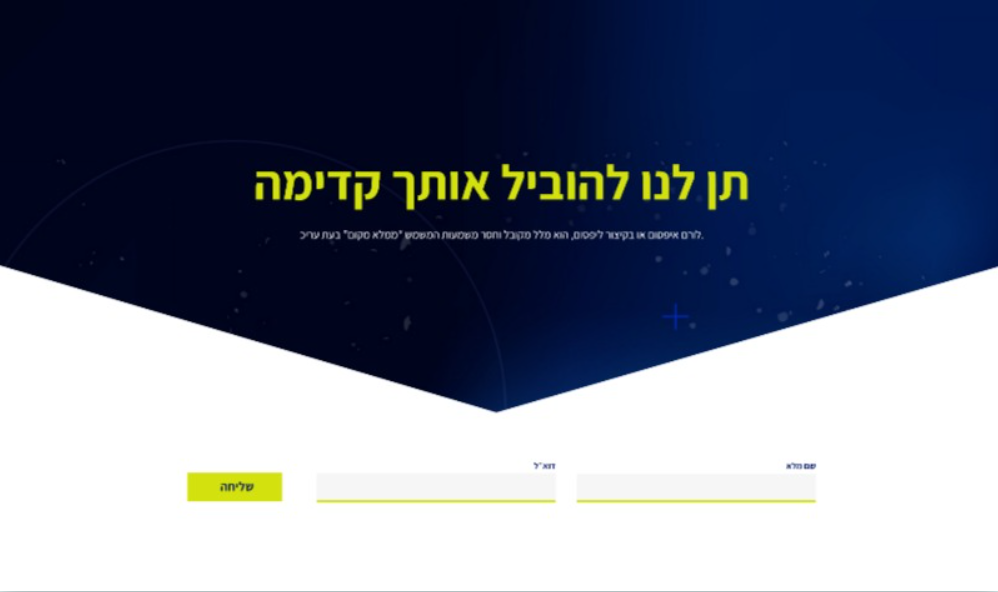 תן לנו להוביל אותך קדימה
לורם איפסום או בקיצור ליפסום, הוא מלל מקובל וחסר משמעות המשמש "ממלא מקום" בעת עריכ.
שם מלא
דוא"ל
שליחה